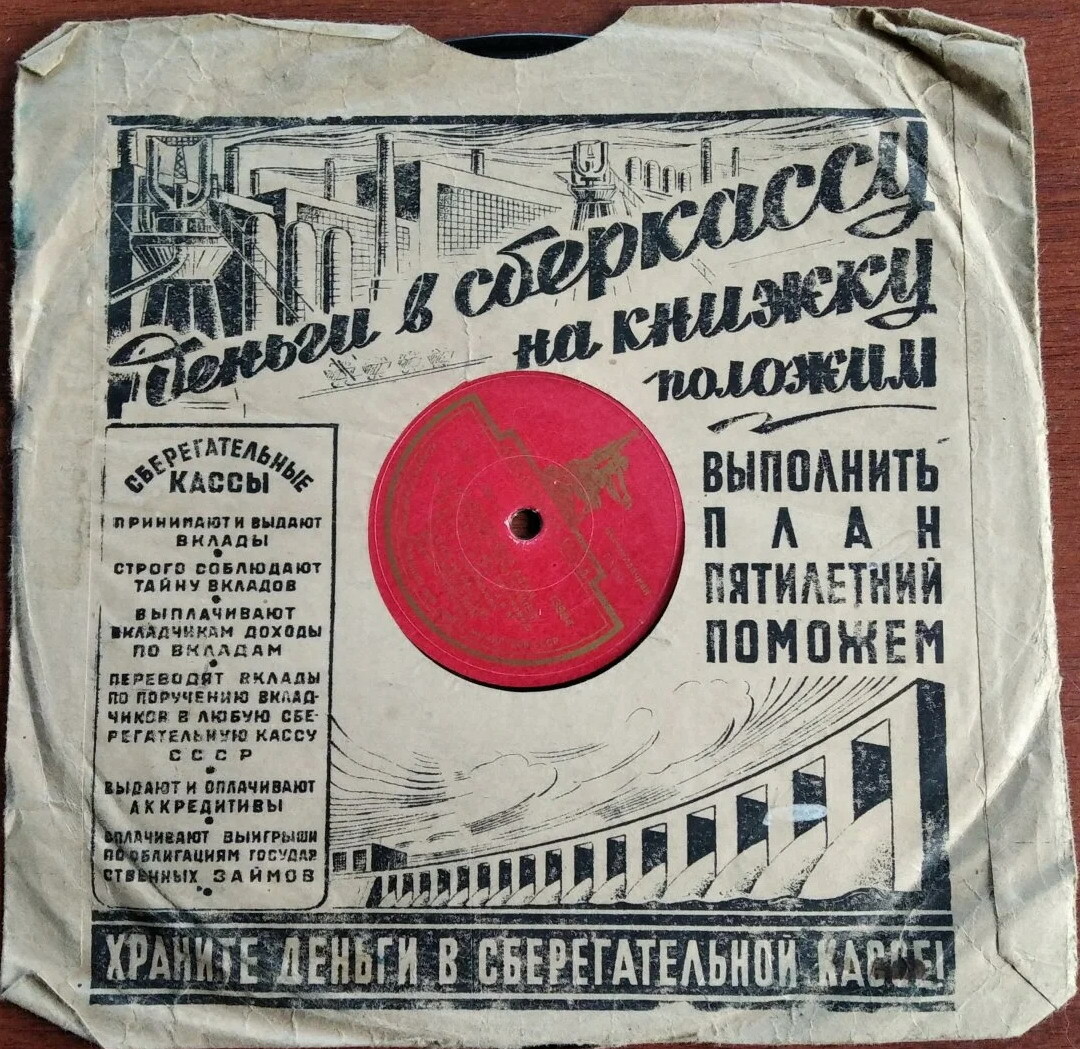 Деньги в сберкассу
на книжку
положим
ВЫПОЛНИТЬ
ПЛАН
ПЯТИЛЕТНИЙ
ПОМОЖЕМ
СБЕРЕГАТЕЛЬНЫЕ
КАССЫ
ПРИНИМАЮТ И ВЫДАЮТ
ВКЛАДЫ
СТРОГО СОБЛЮДАЮТ
ТАЙНУ ВКЛАДОВ
ВЫПЛАЧИВАЮТ
ВКЛАДЧИКАМ ДОХОДЫ
ПО ВКЛАДАМ
ПЕРЕВОДЯТ ВКЛАДЫ
ПО ПОРУЧЕНИЮ ВКЛАД-
ЧИКОВ В ЛЮБУЮ СБЕ-
РЕГАТЕЛЬНУЮ КАССУ
СССР
ВЫДАЮТ И ОПЛАЧИВАЮТ
АККРЕДИТИВЫ
ОПЛАЧИВАЮТ ВЫИГРЫШИ
ПО ОБЛИГАЦИЯМ ГОСУДАР
СТВЕННЫХ ЗАЙМОВ
ХРАНИТЕ ДЕНЬГИ В СБЕРЕГАТЕЛЬНОЙ КАССЕ!